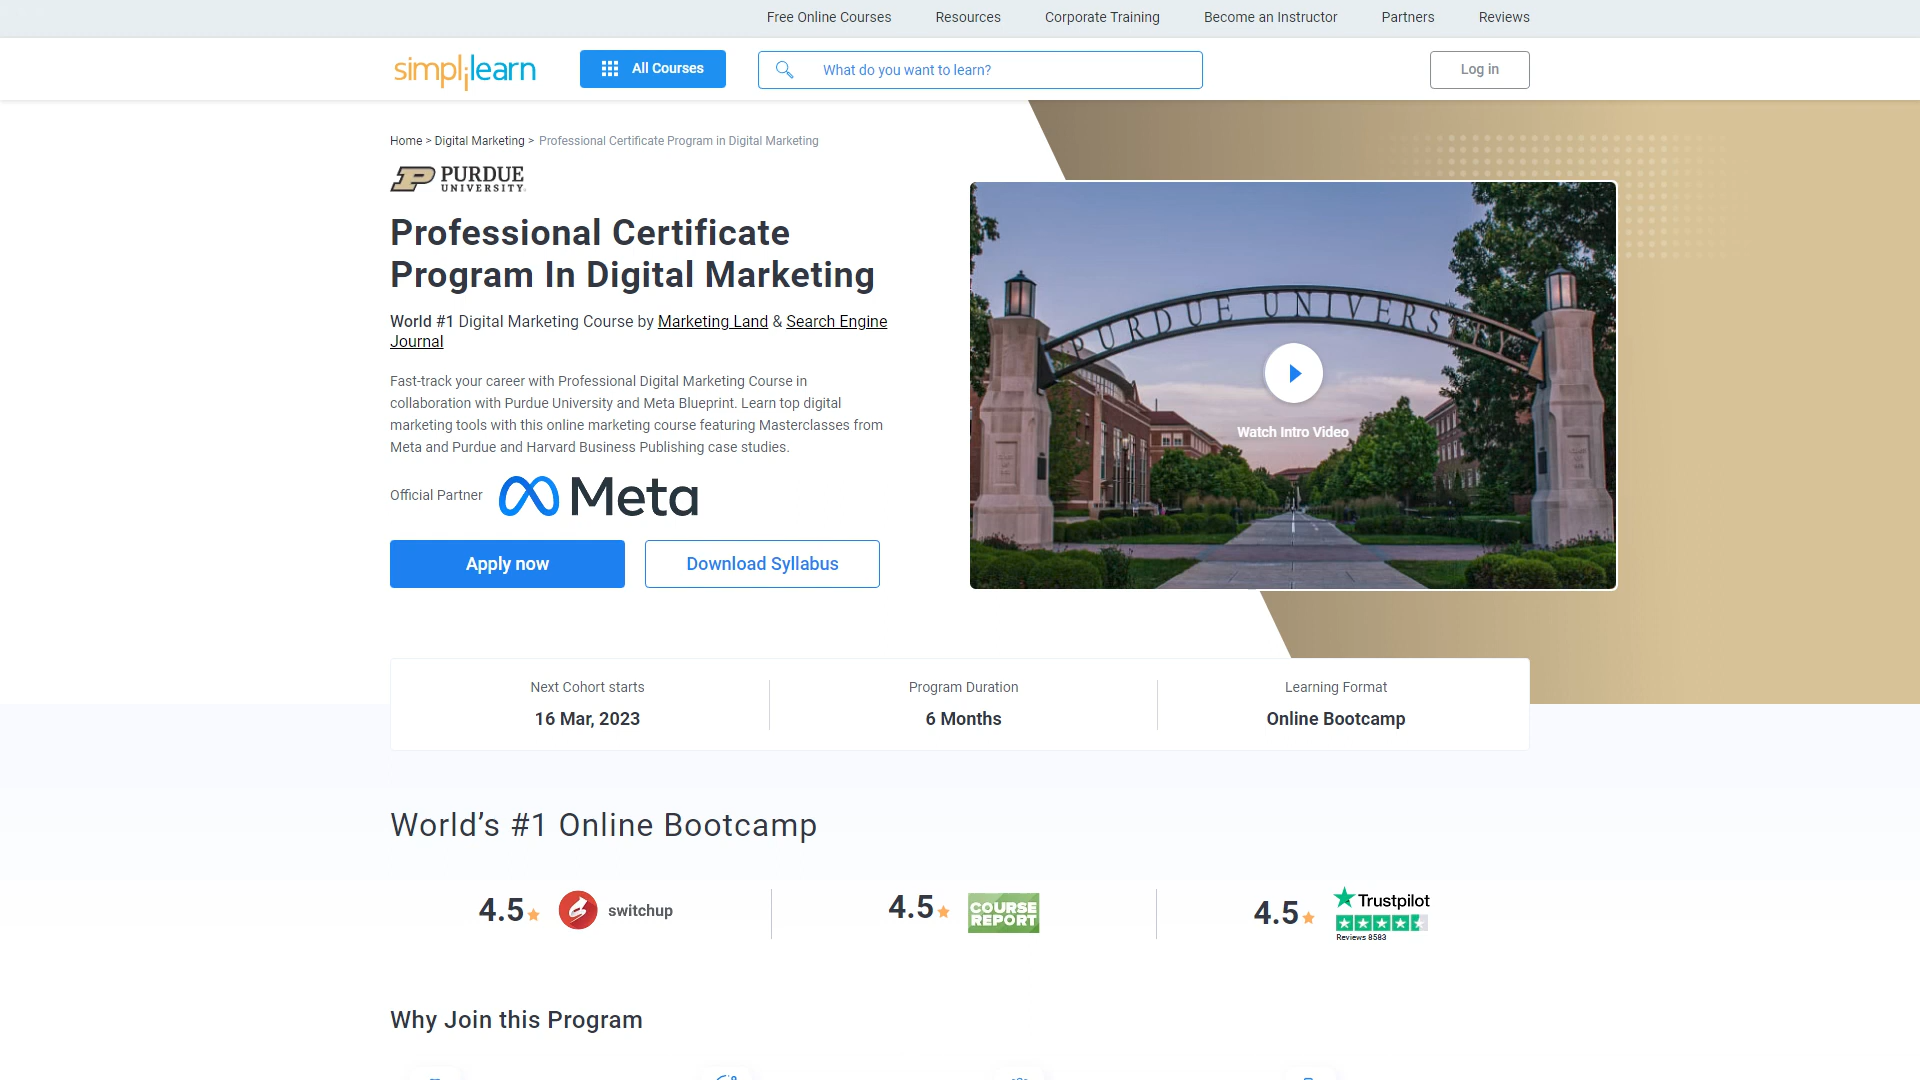 Free Online Courses Resources Corporate Training Become an Instructor Partners Reviews
simplilearn All Courses What do you want to learn? Log in
Home > Digital Marketing > Professional Certificate Program in Digital Marketing
PURDUE
UNIVERSITY
Professional Certificate
Program In Digital Marketing
World #1 Digital Marketing Course by Marketing Land & Search Engine
Journal
Fast-track your career with Professional Digital Marketing Course in
collaboration with Purdue University and Meta Blueprint. Learn top digital
marketing tools with this online marketing course featuring Masterclasses from
Meta and Purdue and Harvard Business Publishing case studies.
Official Partner Meta
Apply now Download Syllabus
PURDUE UNIVERSITY
Watch Intro Video
Next Cohort starts
16 Mar, 2023
Program Duration
6 Months
Learning Format
Online Bootcamp
World’s #1 Online Bootcamp
4.5 switchup
4.5 COURSE
REPORT
4.5 Trustpilot
Reviews 8583
Why Join this Program